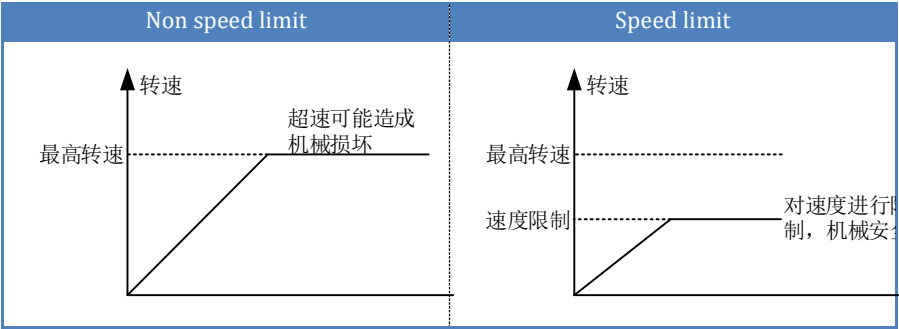 Non speed limit
Speed limit
转速
超速可能造成
机械损坏
最高转速
转速
最高转速
速度限制
对速度进行
制，机械安